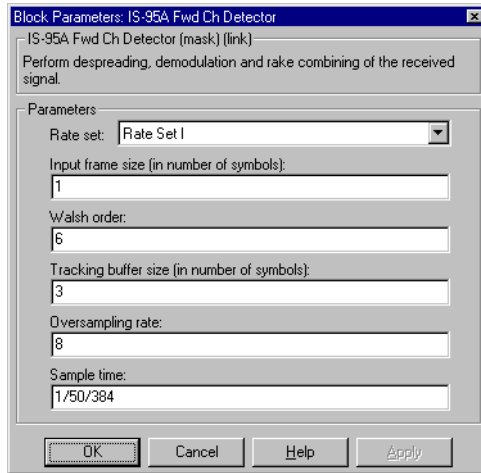 Block Parameters: IS-95A Fwd Ch Detector
IS-95A Fwd Ch Detector (mask) (link)
Perform despreading, demodulation and rake combining of the received
signal.
Parameters
Rate set: Rate Set I
Input frame size (in number of symbols):
1
Walsh order:
6
Tracking buffer size (in number of symbols):
3
Oversampling rate:
8
Sample time:
1/50/384
OK Cancel Help Apply